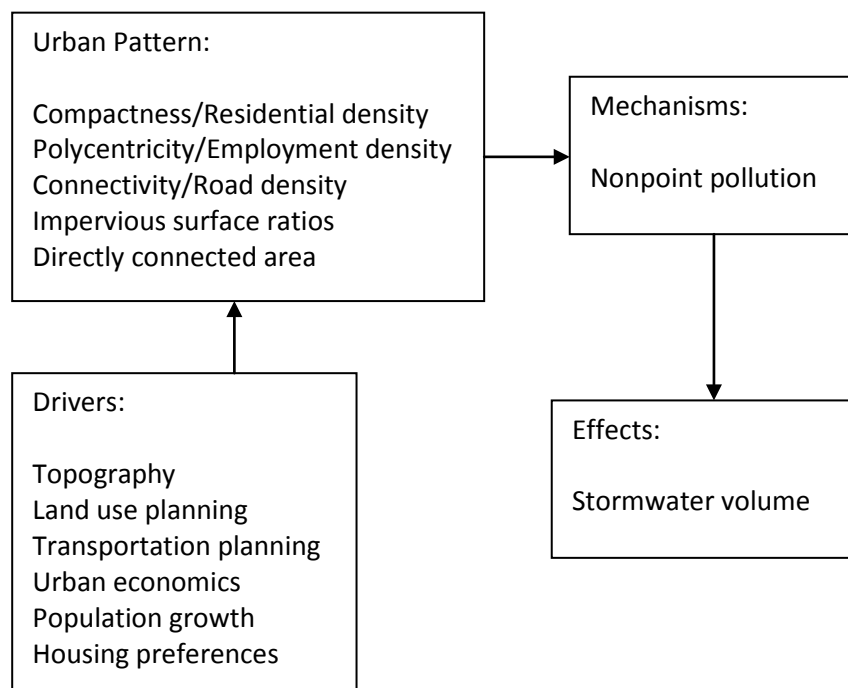 Urban Pattern:
Compactness/Residential density
Polycentricity/Employment density
Connectivity/Road density
Impervious surface ratios
Directly connected area
Mechanisms:
Nonpoint pollution
Drivers:
Topography
Land use planning
Transportation planning
Urban economics
Population growth
Housing preferences
Effects:
Stormwater volume